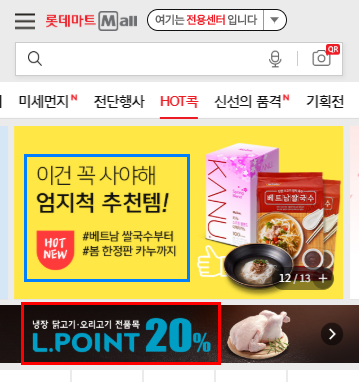 롯데마트 Mall 여기는 전용센터 입니다
QR
미세먼지N 전단행사 HOT콕 신선의 품격N 기획전
이건 꼭 사야해
엄지척 추천템!
HOT NEW
#베트남 쌀국수부터
#봄 한정판 카누까지
KANU
베트남쌀국수
12 / 13 +
냉장 닭고기·오리고기 전품목
L.POINT 20%